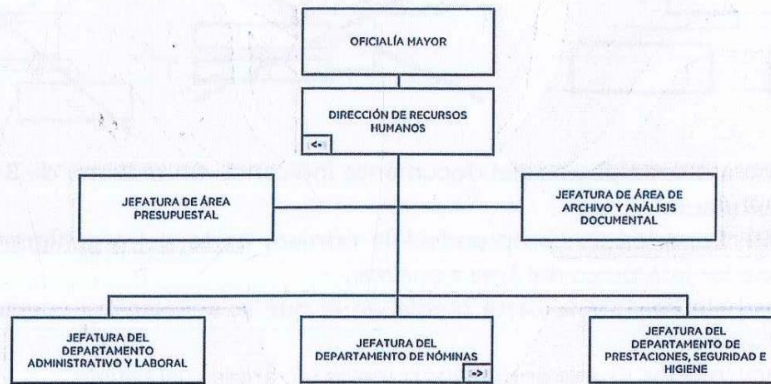 OFICIALÍA MAYOR
DIRECCIÓN DE RECURSOS
HUMANOS
JEFATURA DE ÁREA
PRESUPUESTAL
JEFATURA DE ÁREA DE
ARCHIVO Y ANÁLISIS
DOCUMENTAL
JEFATURA DEL
DEPARTAMENTO
ADMINISTRATIVO Y LABORAL
JEFATURA DEL
DEPARTAMENTO DE NÓMINAS
JEFATURA DEL
DEPARTAMENTO DE
PRESTACIONES, SEGURIDAD E
HIGIENE